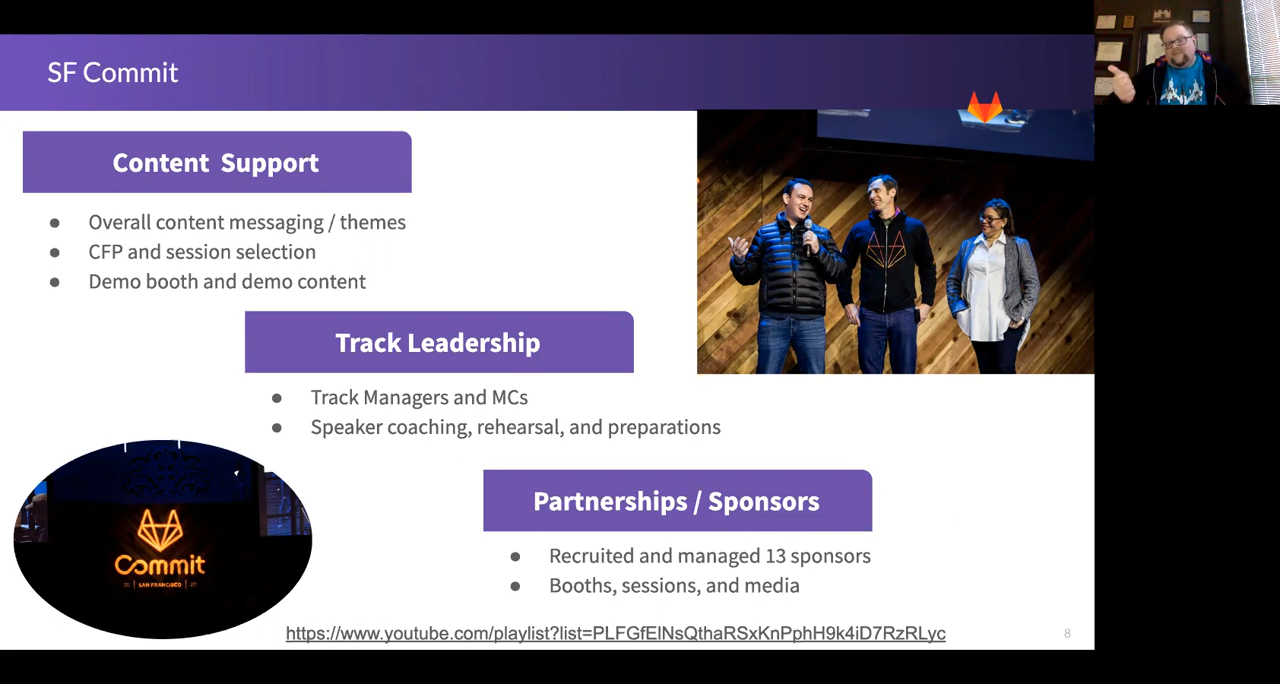 SF Commit
Content Support
Overall content messaging / themes
CFP and session selection
Demo booth and demo content
Track Leadership
Track Managers and MCs
Speaker coaching, rehearsal, and preparations
Commit
20 | SAN FRANCISCO | 20
Partnerships / Sponsors
Recruited and managed 13 sponsors
Booths, sessions, and media
https://www.youtube.com/playlist?list=PLFGfElNsQthaRSxKnPphH9k4iD7RzRLyc
8